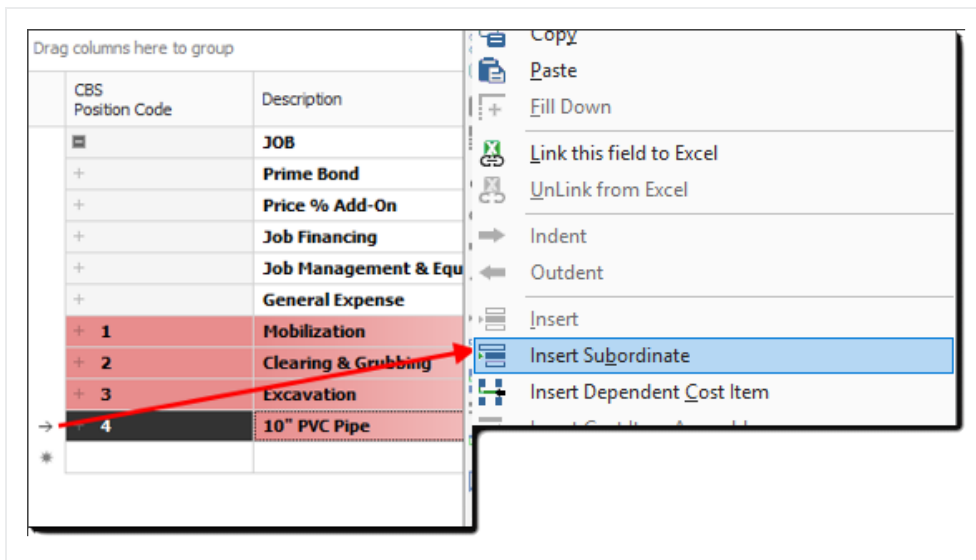 Drag columns here to group
CBS
Position Code
Description
JOB
Prime Bond
Price % Add-On
Job Financing
Job Management & Equ
General Expense
1 Mobilization
2 Clearing & Grubbing
3 Excavation
4 10" PVC Pipe
Copy
Paste
Fill Down
Link this field to Excel
UnLink from Excel
Indent
Outdent
Insert
Insert Subordinate
Insert Dependent Cost Item